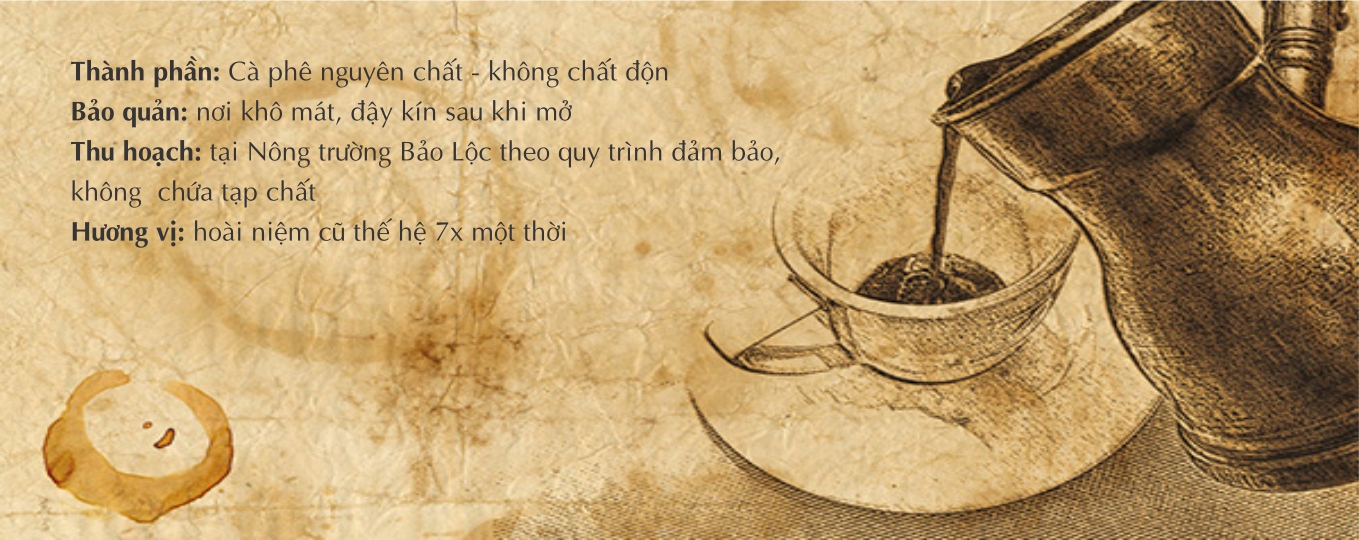 Thành phần: Cà phê nguyên chất - không chất độn
Bảo quản: nơi khô mát, đậy kín sau khi mở
Thu hoạch: tại Nông trường Bảo Lộc theo quy trình đảm bảo,
không  chứa tạp chất
Hương vị: hoài niệm cũ thế hệ 7x một thời